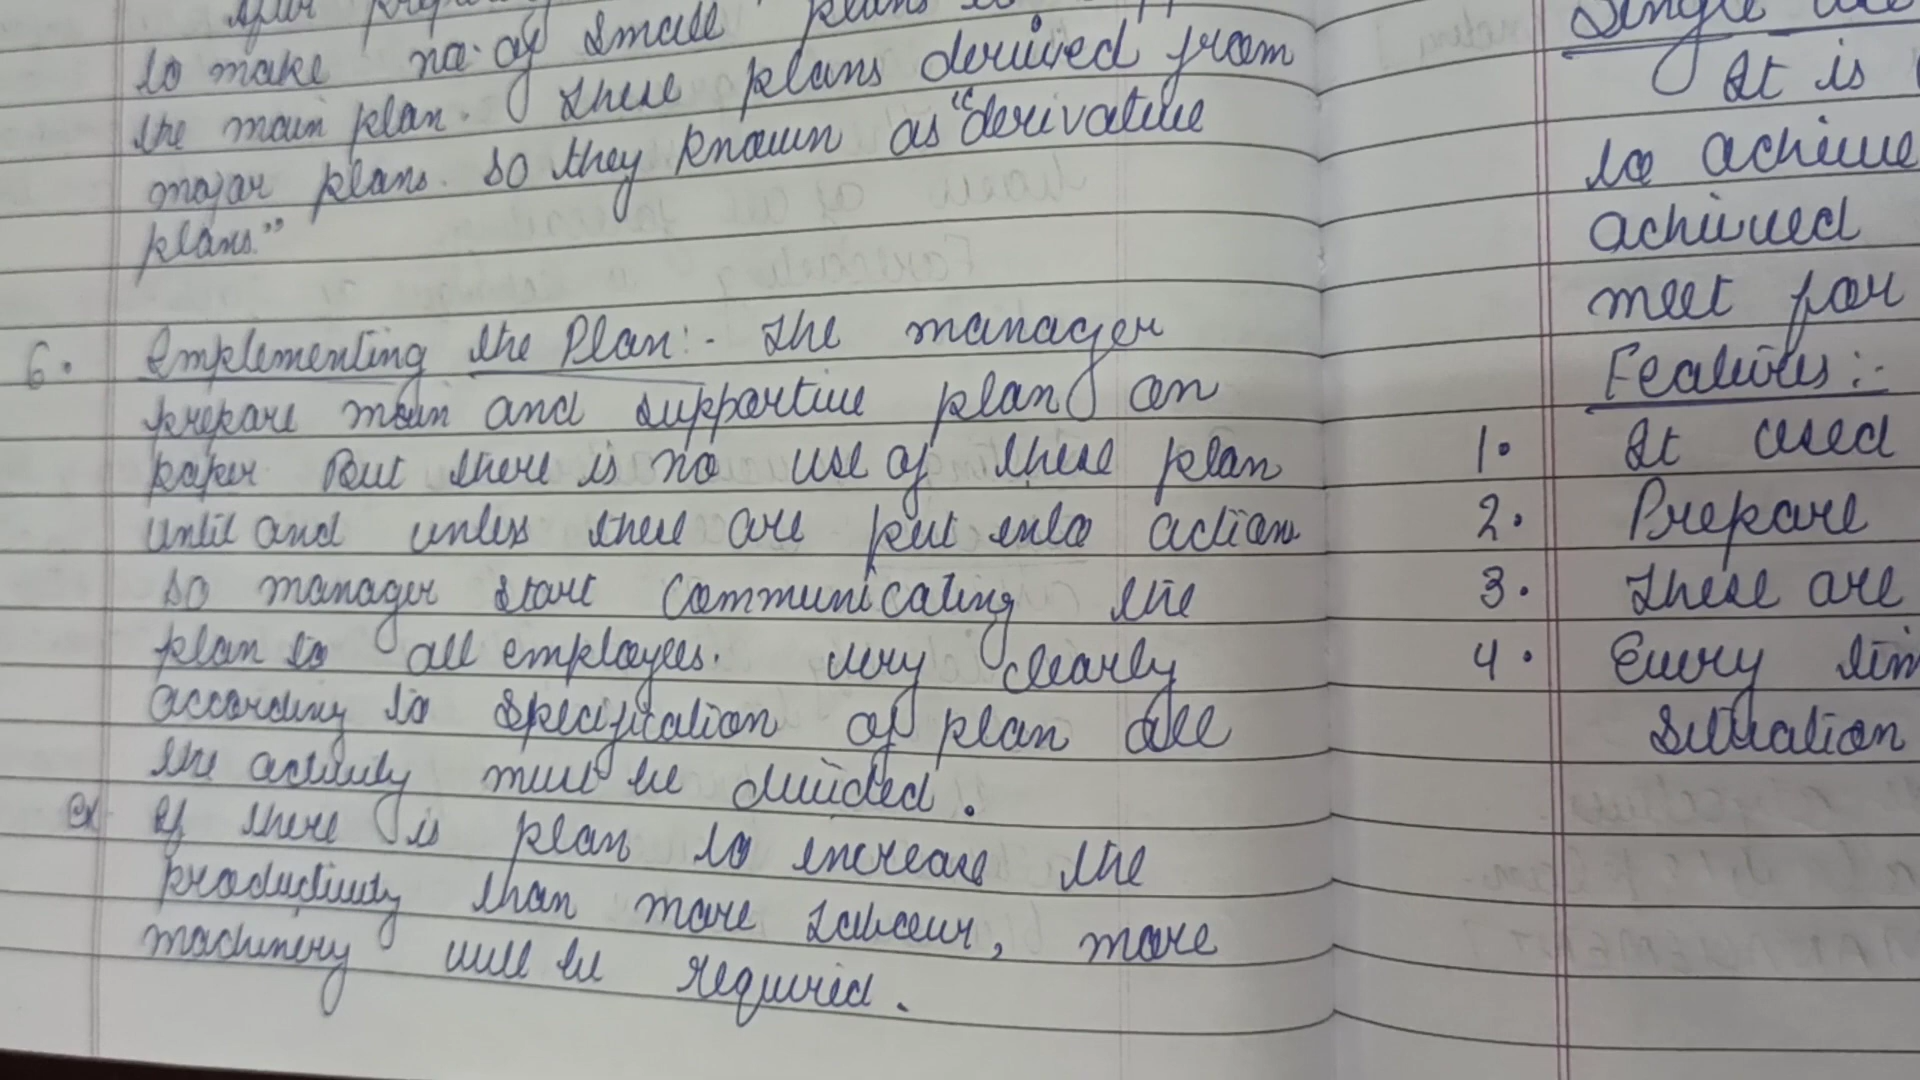 to make no. of small plans
the main plan. These plans derived from
major plans. so they known as "derivative
plans."
6. Implementing the Plan:- The manager
prepare main and supportive plan on
paper But there is no use of these plan
until and unless these are put into action
so manager start communicating the
plan to all employees. very clearly
according to specification of plan all
the activity must be divided.
ex If there is plan to increase the
productivity than more labour, more
machinery will be required.
Single use
It is
to achieve
achieved
meet for
Features:-
1. It used
2. Prepare
3. These are
4. Every tim
situation